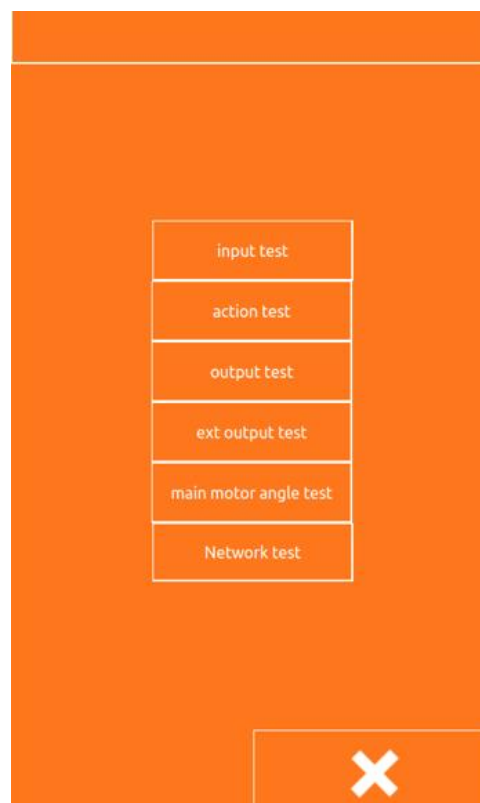 input test
action test
output test
ext output test
main motor angle test
Network test